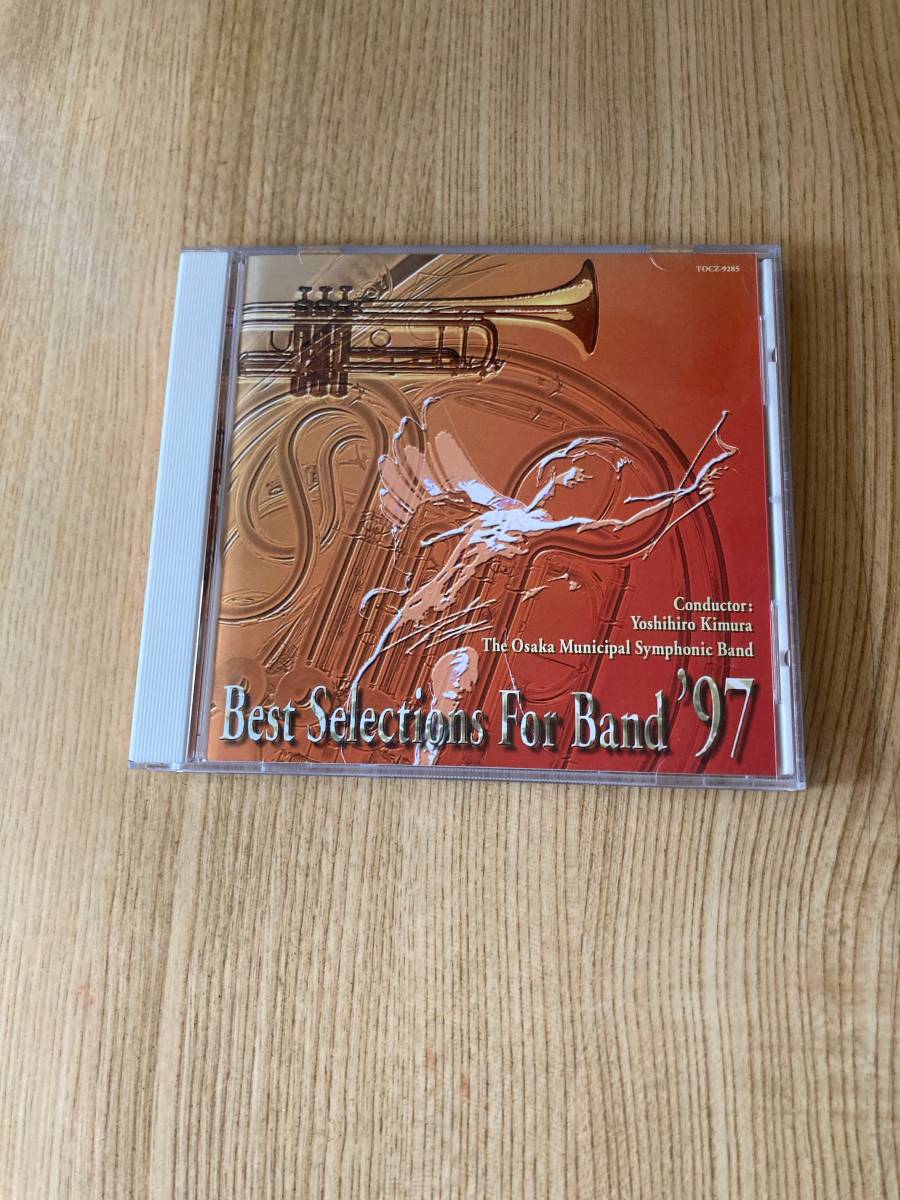 TOCZ-9285
Conductor:
Yoshihiro Kimura
The Osaka Municipal Symphonic Band
Best Selections For Band '97